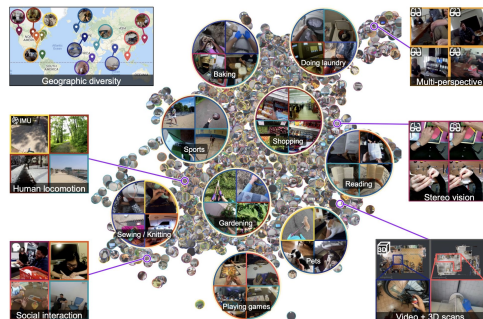 Geographic diversity
Baking
Doing laundry
Multi-perspective
IMU
Sports
Shopping
Human locomotion
Reading
Stereo vision
Sewing / Knitting
Gardening
Pets
Social interaction
Playing games
3D
Video + 3D scans